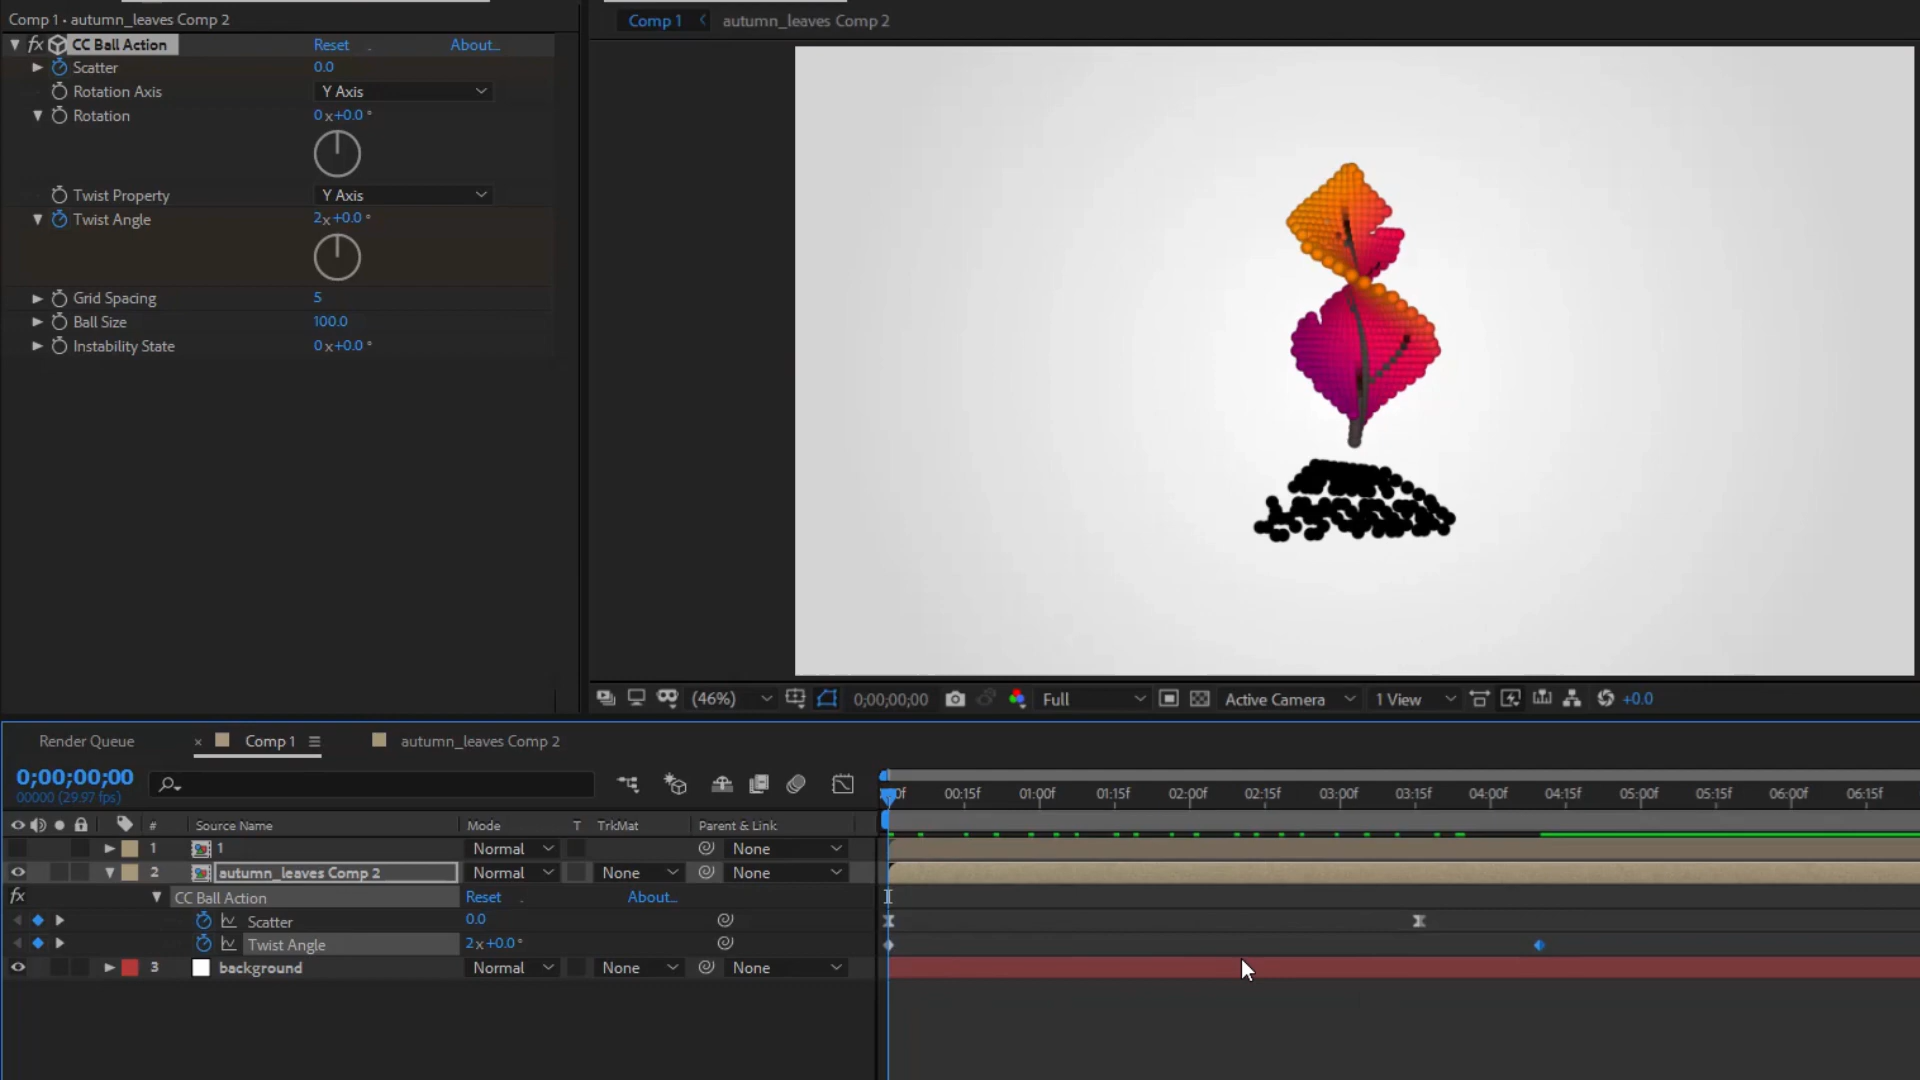 Comp 1 • autumn_leaves Comp 2
fx CC Ball Action Reset About...
Scatter 0.0
Rotation Axis Y Axis
Rotation 0x+0.0°
Twist Property Y Axis
Twist Angle 2x+0.0°
Grid Spacing 5
Ball Size 100.0
Instability State 0x+0.0°
Comp 1 autumn_leaves Comp 2
(46%) 0;00;00;00 Full Active Camera 1 View +0.0
Render Queue × Comp 1 autumn_leaves Comp 2
0;00;00;00
00000 (29.97 fps)
00:15f 01:00f 01:15f 02:00f 02:15f 03:00f 03:15f 04:00f 04:15f 05:00f 05:15f 06:00f 06:15f
# Source Name Mode T TrkMat Parent & Link
1 1 Normal None
2 autumn_leaves Comp 2 Normal None None
fx CC Ball Action Reset About...
Scatter 0.0
Twist Angle 2x+0.0°
3 background Normal None None